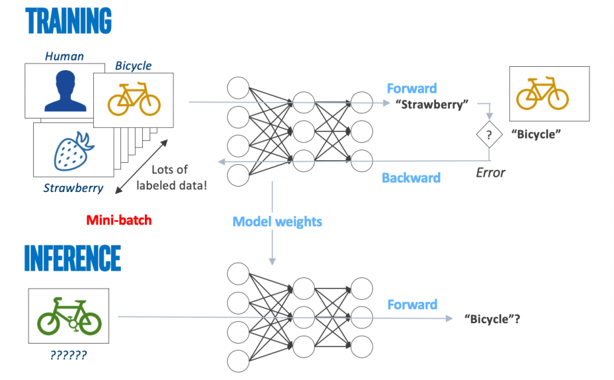 TRAINING
Human
Bicycle
Strawberry
Lots of
labeled data!
Mini-batch
Forward
“Strawberry”
?
“Bicycle”
Error
Backward
Model weights
INFERENCE
??????
Forward
“Bicycle”?